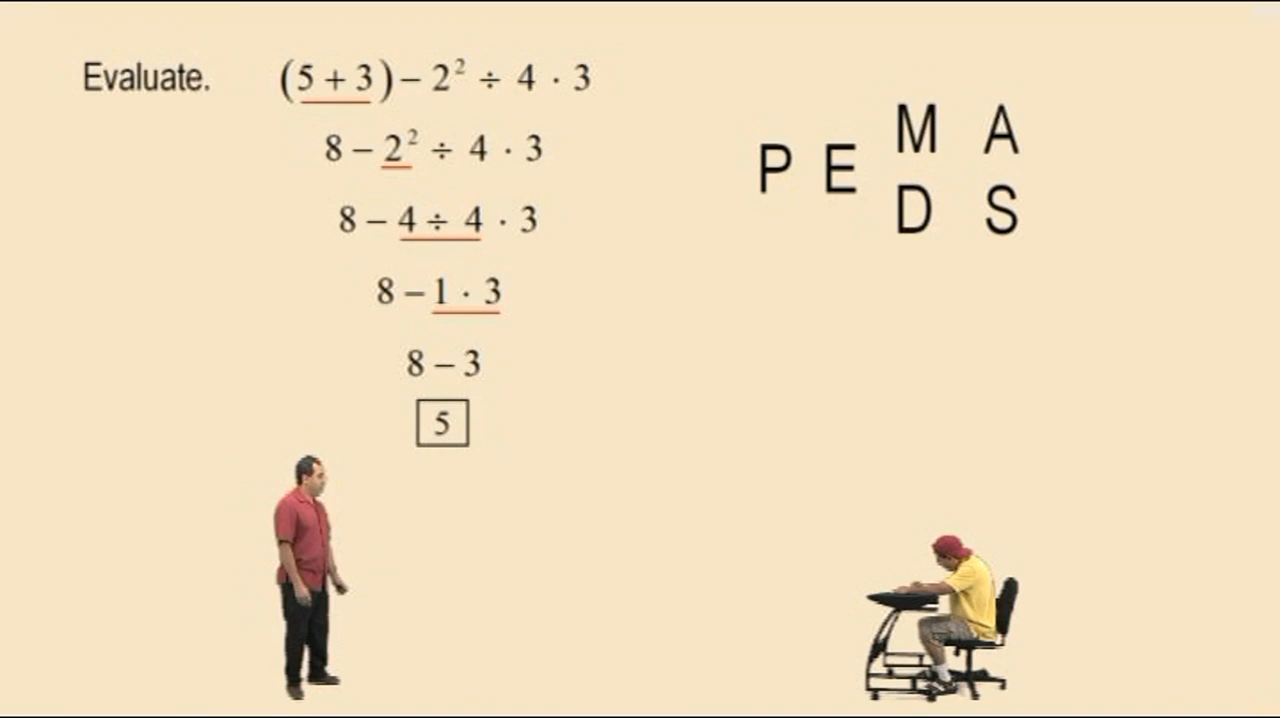 Evaluate. (5 + 3) − 2² ÷ 4 · 3
8 − 2² ÷ 4 · 3
8 − 4 ÷ 4 · 3
8 − 1 · 3
8 − 3
5
P E M A
D S